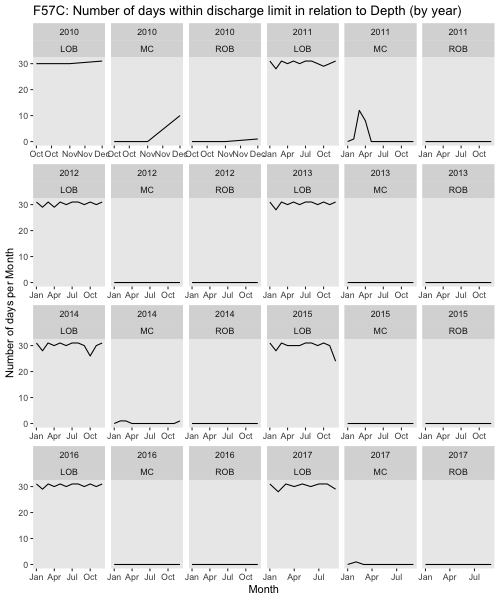 F57C: Number of days within discharge limit in relation to Depth (by year)
Number of days per Month
2010 2010 2010 2011 2011 2011
LOB MC ROB LOB MC ROB
30
20
10
0
Oct Oct Nov Nov Dec Oct Oct Nov Nov Dec Oct Oct Nov Nov Dec Jan Apr Jul Oct Jan Apr Jul Oct Jan Apr Jul Oct
2012 2012 2012 2013 2013 2013
LOB MC ROB LOB MC ROB
30
20
10
0
Jan Apr Jul Oct Jan Apr Jul Oct Jan Apr Jul Oct Jan Apr Jul Oct Jan Apr Jul Oct Jan Apr Jul Oct
2014 2014 2014 2015 2015 2015
LOB MC ROB LOB MC ROB
30
20
10
0
Jan Apr Jul Oct Jan Apr Jul Oct Jan Apr Jul Oct Jan Apr Jul Oct Jan Apr Jul Oct Jan Apr Jul Oct
2016 2016 2016 2017 2017 2017
LOB MC ROB LOB MC ROB
30
20
10
0
Jan Apr Jul Oct Jan Apr Jul Oct Jan Apr Jul Oct Jan Apr Jul Jan Apr Jul Jan Apr Jul
Month